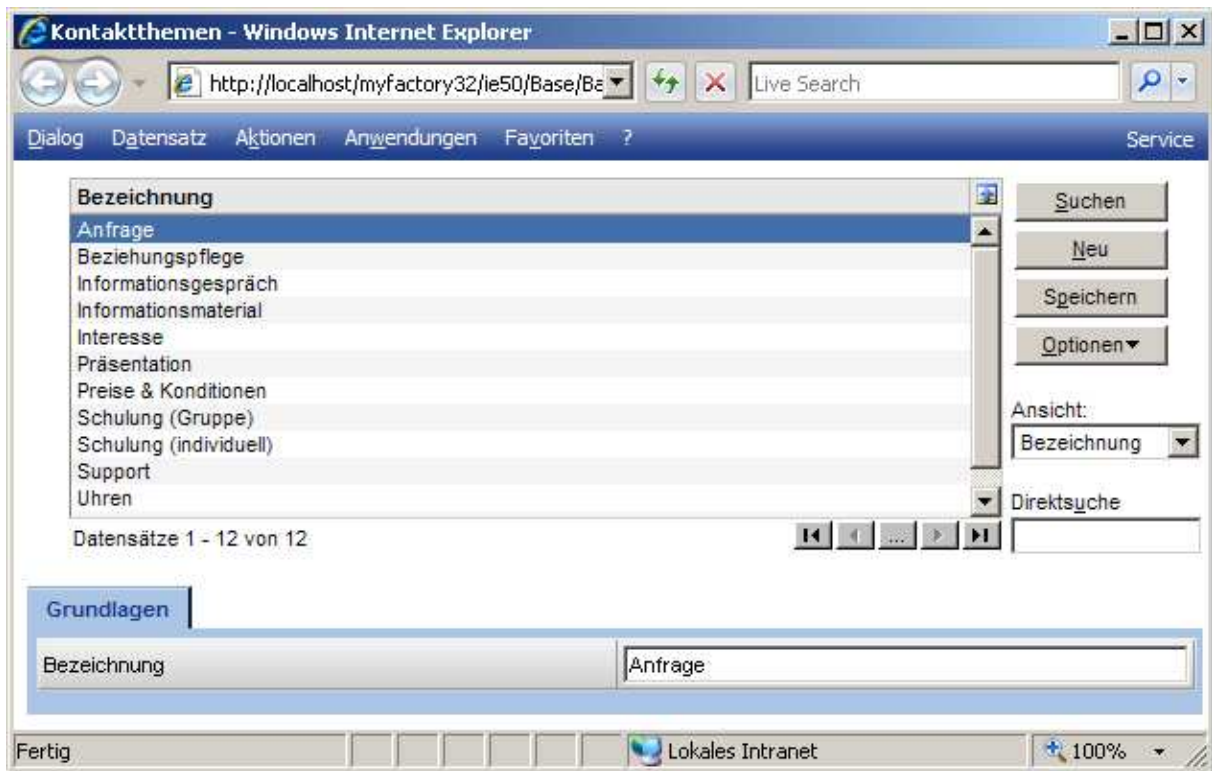 Kontaktthemen - Windows Internet Explorer
http://localhost/myfactory32/ie50/Base/Ba
Live Search
Dialog Datensatz Aktionen Anwendungen Favoriten ? Service
Bezeichnung
Suchen
Anfrage
Beziehungspflege
Neu
Informationsgespräch
Informationsmaterial
Speichern
Interesse
Optionen
Präsentation
Preise & Konditionen
Schulung (Gruppe)
Ansicht:
Schulung (individuell)
Bezeichnung
Support
Uhren
Direktsuche
Datensätze 1 - 12 von 12
...
Grundlagen
Bezeichnung Anfrage
Fertig Lokales Intranet 100%